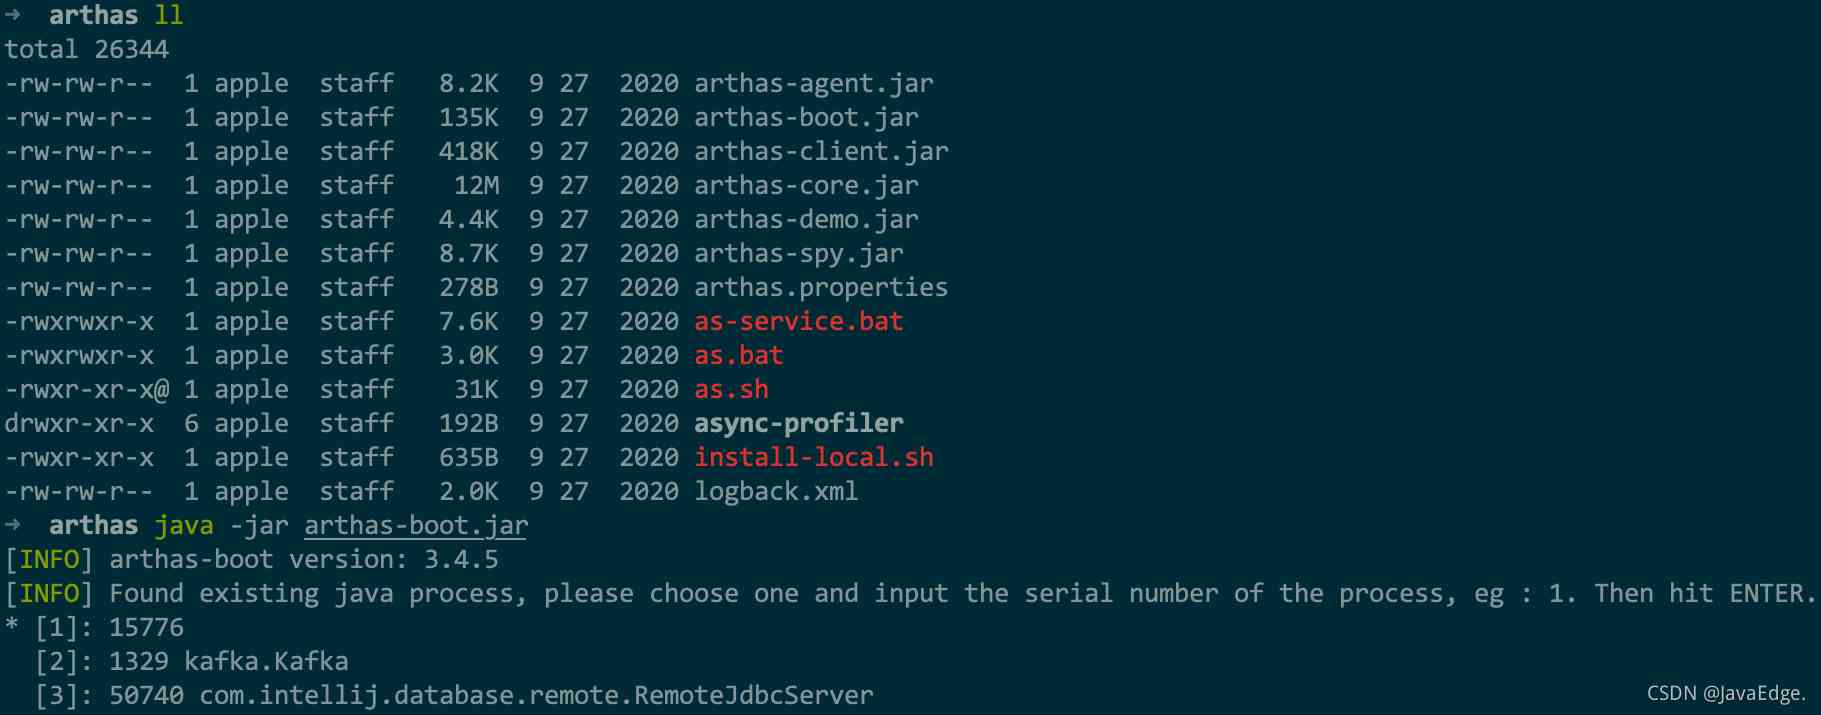 →  arthas ll
total 26344
-rw-rw-r--  1 apple  staff   8.2K  9 27  2020 arthas-agent.jar
-rw-rw-r--  1 apple  staff   135K  9 27  2020 arthas-boot.jar
-rw-rw-r--  1 apple  staff   418K  9 27  2020 arthas-client.jar
-rw-rw-r--  1 apple  staff    12M  9 27  2020 arthas-core.jar
-rw-rw-r--  1 apple  staff   4.4K  9 27  2020 arthas-demo.jar
-rw-rw-r--  1 apple  staff   8.7K  9 27  2020 arthas-spy.jar
-rw-rw-r--  1 apple  staff   278B  9 27  2020 arthas.properties
-rwxrwxr-x  1 apple  staff   7.6K  9 27  2020 as-service.bat
-rwxrwxr-x  1 apple  staff   3.0K  9 27  2020 as.bat
-rwxr-xr-x@ 1 apple  staff    31K  9 27  2020 as.sh
drwxr-xr-x  6 apple  staff   192B  9 27  2020 async-profiler
-rwxr-xr-x  1 apple  staff   635B  9 27  2020 install-local.sh
-rw-rw-r--  1 apple  staff   2.0K  9 27  2020 logback.xml
→  arthas java -jar arthas-boot.jar
[INFO] arthas-boot version: 3.4.5
[INFO] Found existing java process, please choose one and input the serial number of the process, eg : 1. Then hit ENTER.
* [1]: 15776
  [2]: 1329 kafka.Kafka
  [3]: 50740 com.intellij.database.remote.RemoteJdbcServer
CSDN @JavaEdge.